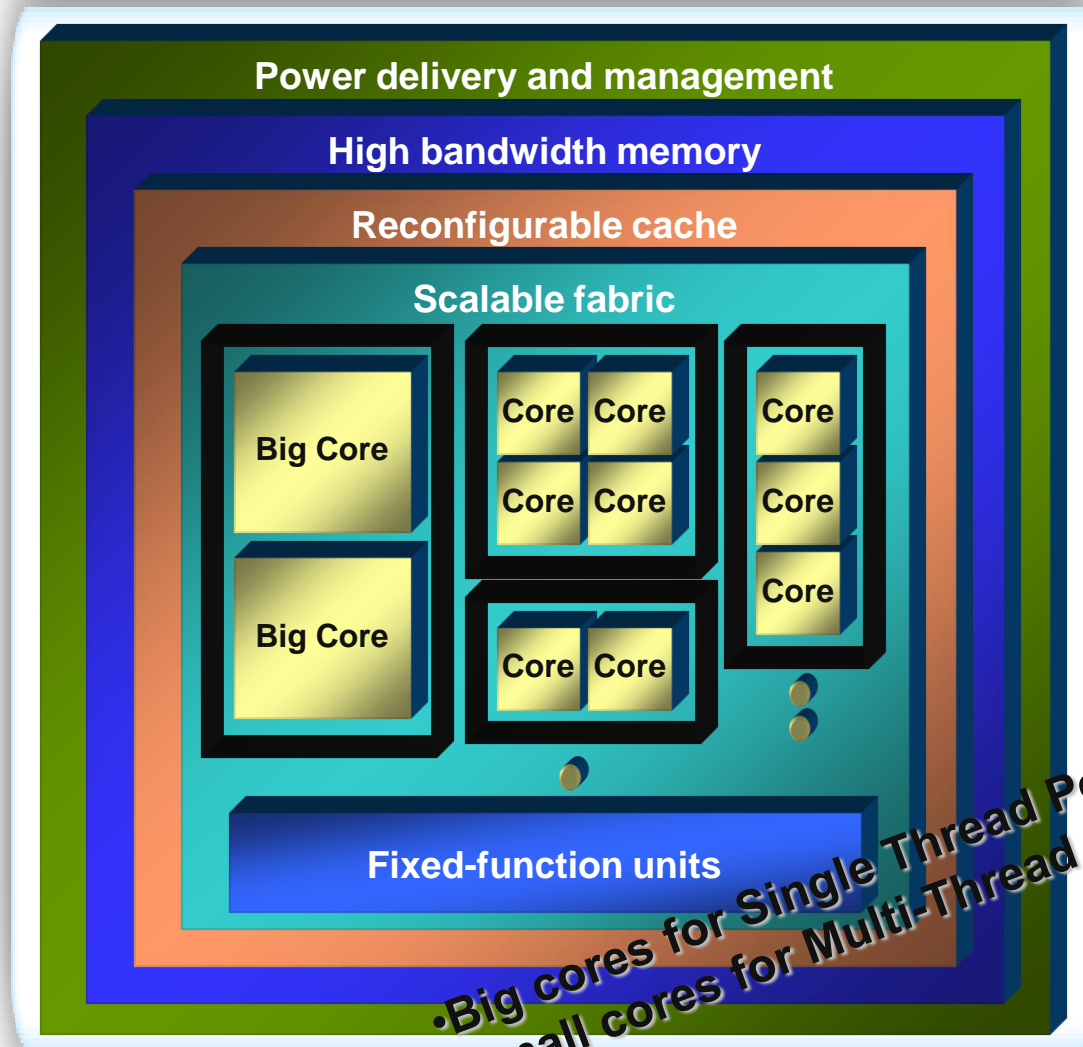 Power delivery and management
High bandwidth memory
Reconfigurable cache
Scalable fabric
Big Core
Big Core
Core Core
Core Core
Core Core
Core
Core
Core
Fixed-function units
•Big cores for Single Thread
cores for Multi-Thread